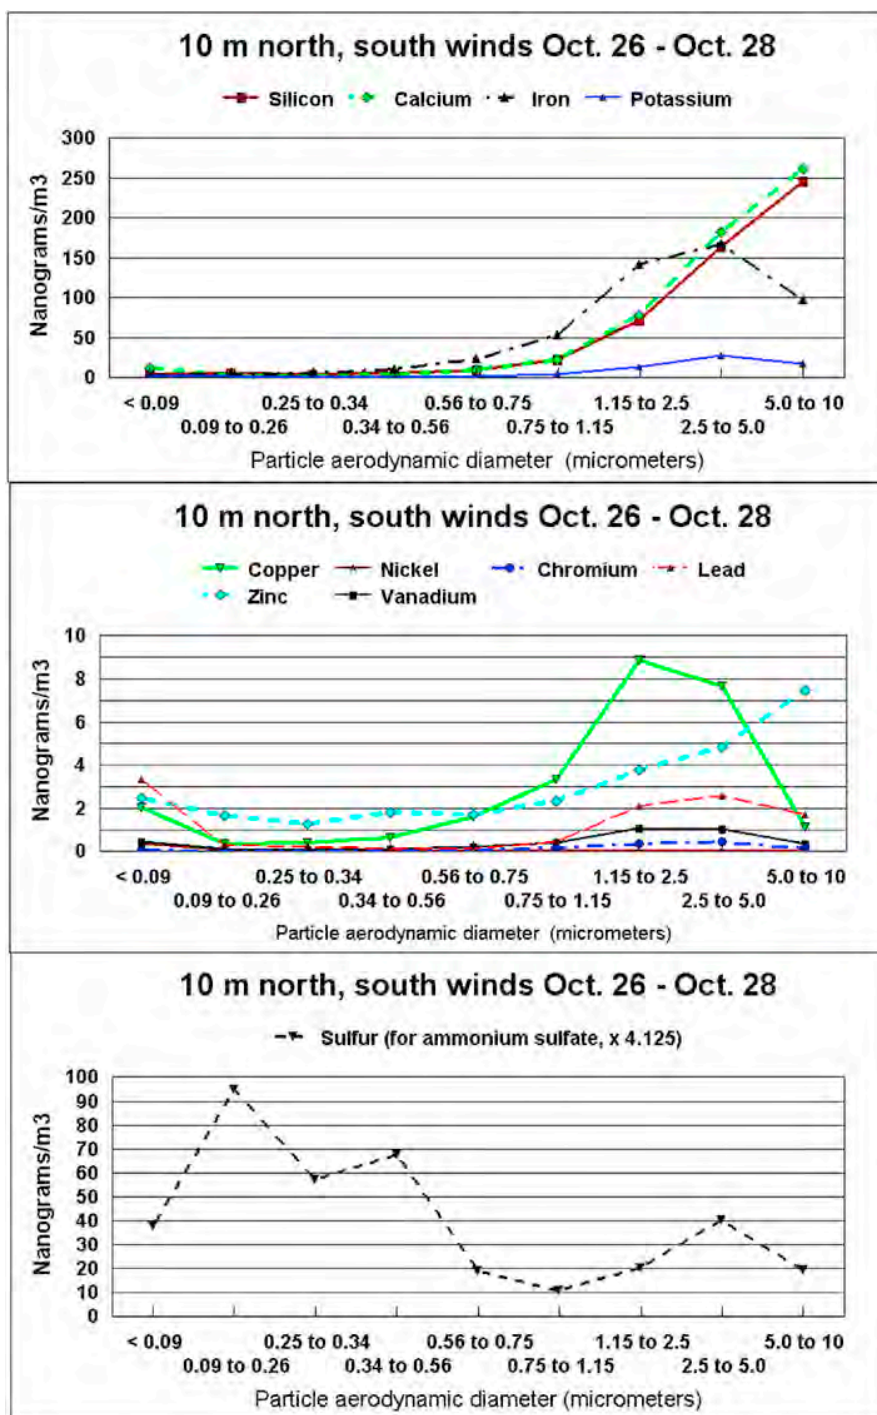 10 m north, south winds Oct. 26 - Oct. 28
Silicon Calcium Iron Potassium
Nanograms/m3
300
250
200
150
100
50
0
< 0.09 0.25 to 0.34 0.56 to 0.75 1.15 to 2.5 5.0 to 10
0.09 to 0.26 0.34 to 0.56 0.75 to 1.15 2.5 to 5.0
Particle aerodynamic diameter (micrometers)
10 m north, south winds Oct. 26 - Oct. 28
Copper Nickel Chromium Lead
Zinc Vanadium
Nanograms/m3
10
8
6
4
2
0
< 0.09 0.25 to 0.34 0.56 to 0.75 1.15 to 2.5 5.0 to 10
0.09 to 0.26 0.34 to 0.56 0.75 to 1.15 2.5 to 5.0
Particle aerodynamic diameter (micrometers)
10 m north, south winds Oct. 26 - Oct. 28
Sulfur (for ammonium sulfate, x 4.125)
Nanograms/m3
100
90
80
70
60
50
40
30
20
10
0
< 0.09 0.25 to 0.34 0.56 to 0.75 1.15 to 2.5 5.0 to 10
0.09 to 0.26 0.34 to 0.56 0.75 to 1.15 2.5 to 5.0
Particle aerodynamic diameter (micrometers)